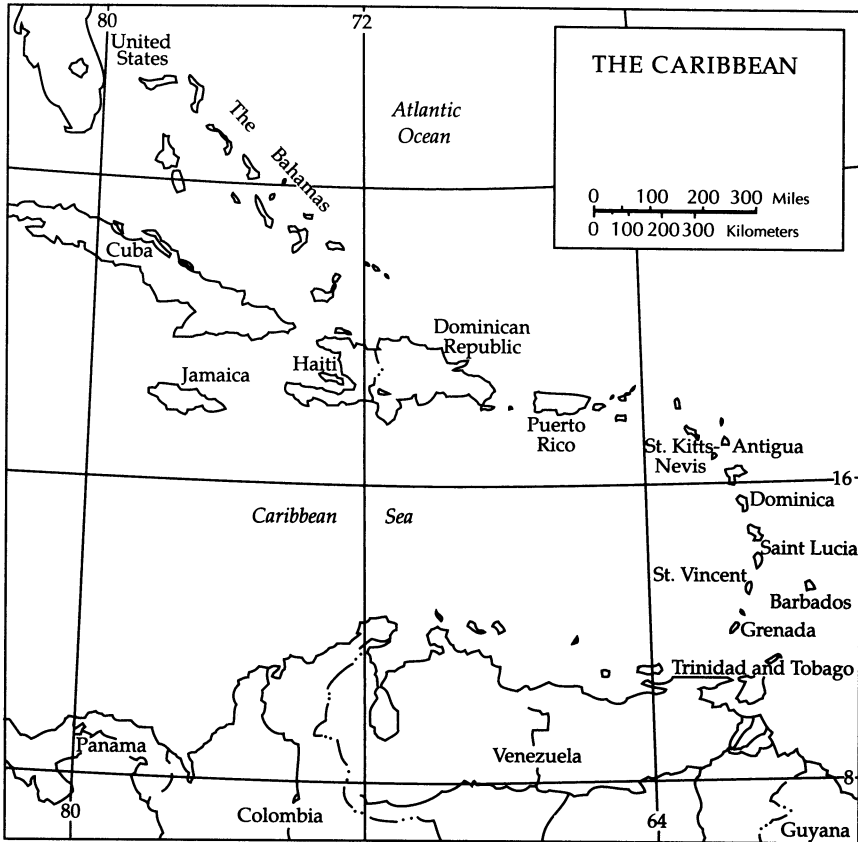 80
72
United
States
THE CARIBBEAN
The
Bahamas
Atlantic
Ocean
0 100 200 300 Miles
0 100 200 300 Kilometers
Cuba
Dominican
Republic
Haiti
Jamaica
Puerto
Rico
St. Kitts-
Nevis
Antigua
16
Dominica
Caribbean Sea
Saint Lucia
St. Vincent
Barbados
Grenada
Trinidad and Tobago
Panama
Venezuela
8
Colombia
80
64
Guyana